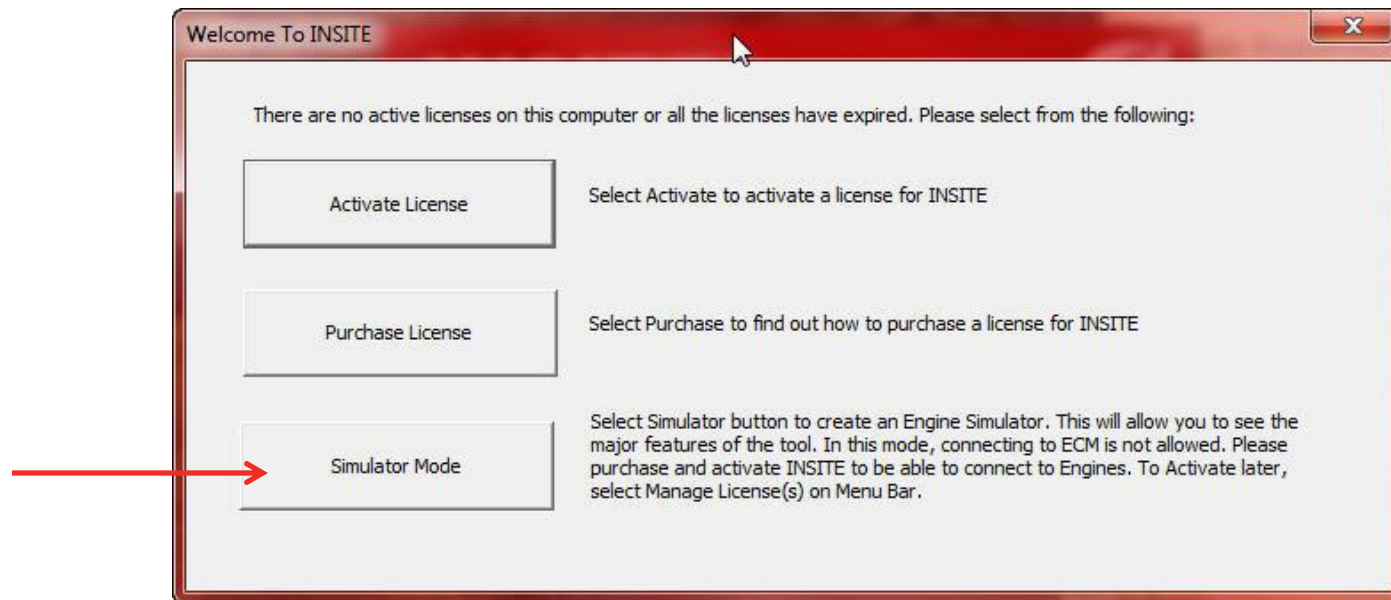 Welcome To INSITE
There are no active licenses on this computer or all the licenses have expired. Please select from the following:
Activate License
Select Activate to activate a license for INSITE
Purchase License
Select Purchase to find out how to purchase a license for INSITE
Simulator Mode
Select Simulator button to create an Engine Simulator. This will allow you to see the
major features of the tool. In this mode, connecting to ECM is not allowed. Please
purchase and activate INSITE to be able to connect to Engines. To Activate later,
select Manage License(s) on Menu Bar.